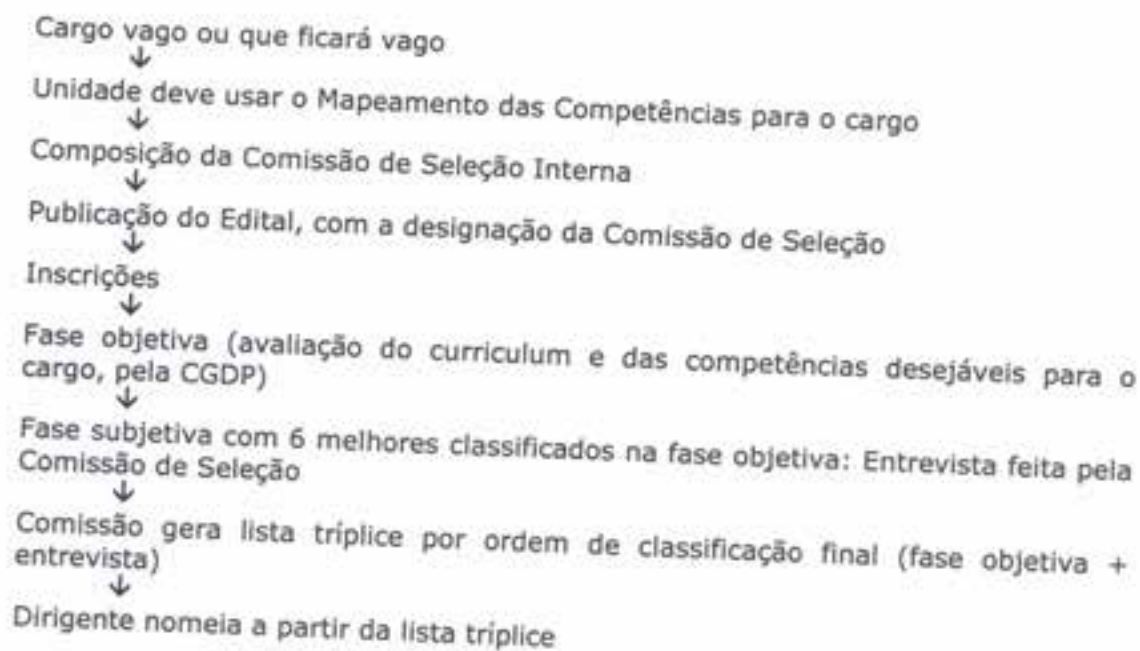 Cargo vago ou que ficará vago
↓
Unidade deve usar o Mapeamento das Competências para o cargo
↓
Composição da Comissão de Seleção Interna
↓
Publicação do Edital, com a designação da Comissão de Seleção
↓
Inscrições
↓
Fase objetiva (avaliação do curriculum e das competências desejáveis para o
cargo, pela CGDP)
↓
Fase subjetiva com 6 melhores classificados na fase objetiva: Entrevista feita pela
Comissão de Seleção
↓
Comissão gera lista tríplice por ordem de classificação final (fase objetiva +
entrevista)
↓
Dirigente nomeia a partir da lista tríplice